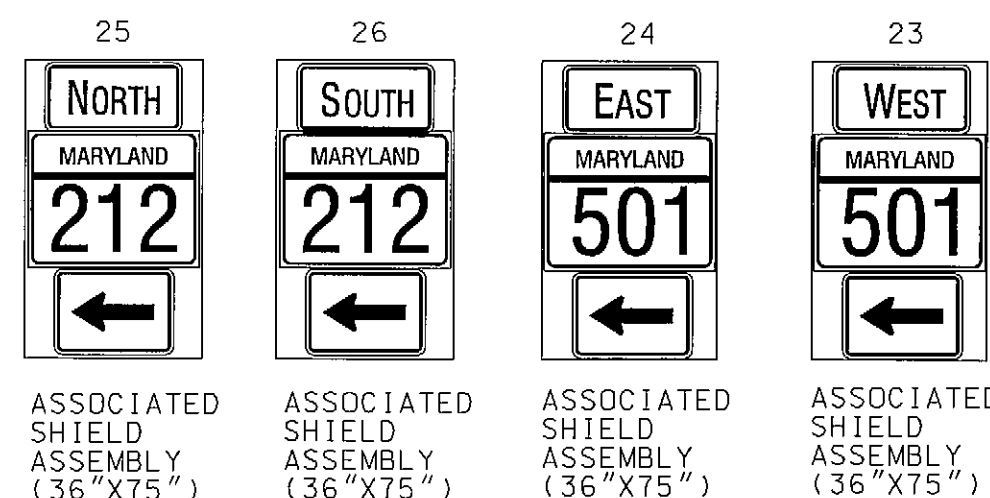 25
NORTH
MARYLAND
212
ASSOCIATED
SHIELD
ASSEMBLY
(36"X75")
26
SOUTH
MARYLAND
212
ASSOCIATED
SHIELD
ASSEMBLY
(36"X75")
24
EAST
MARYLAND
501
ASSOCIATED
SHIELD
ASSEMBLY
(36"X75")
23
WEST
MARYLAND
501
ASSOCIATED
SHIELD
ASSEMBLY
(36"X75")